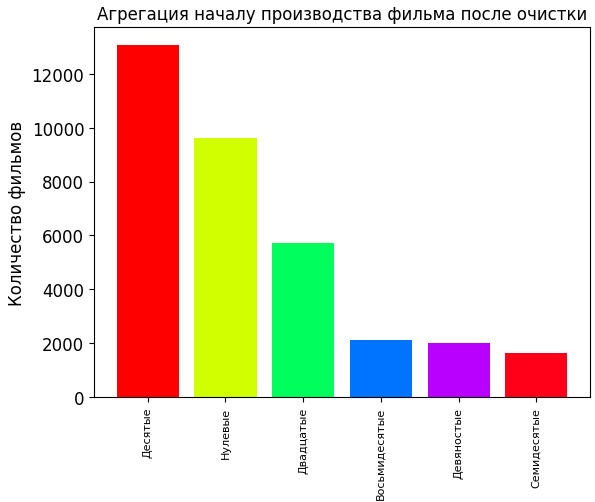 Агрегация началу производства фильма после очистки
Количество фильмов
12000
10000
8000
6000
4000
2000
0
Десятые
Нулевые
Двадцатые
Восьмидесятые
Девяностые
Семидесятые